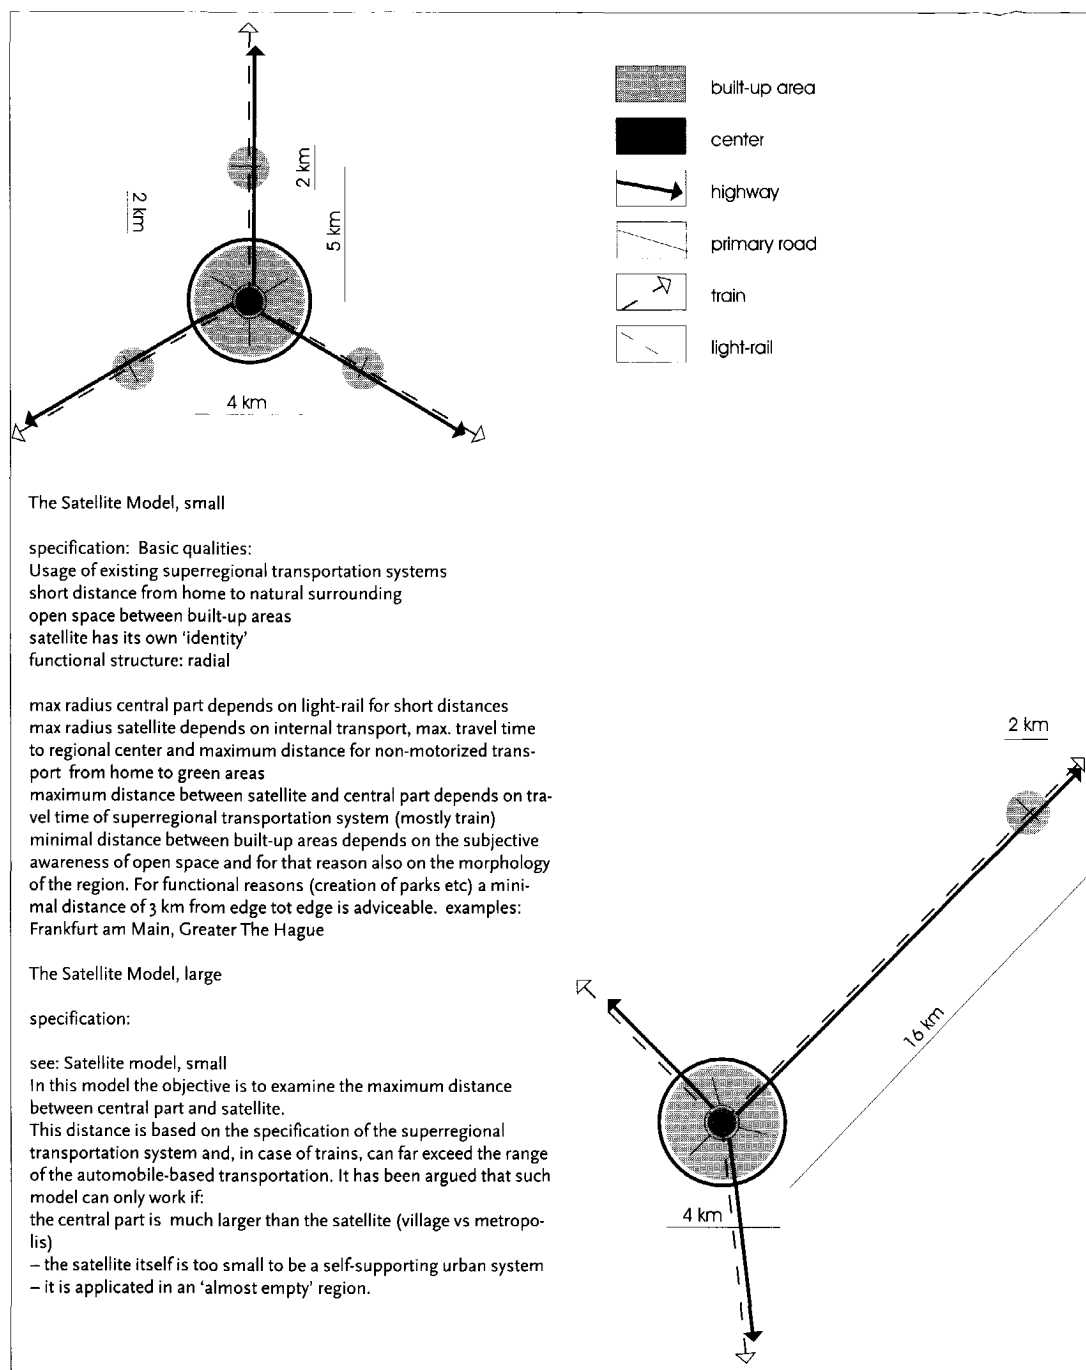 built-up area
center
highway
primary road
train
light-rail
2 km
2 km
5 km
4 km
The Satellite Model, small
specification: Basic qualities:
Usage of existing superregional transportation systems
short distance from home to natural surrounding
open space between built-up areas
satellite has its own ‘identity’
functional structure: radial
max radius central part depends on light-rail for short distances
max radius satellite depends on internal transport, max. travel time
to regional center and maximum distance for non-motorized trans-
port from home to green areas
maximum distance between satellite and central part depends on tra-
vel time of superregional transportation system (mostly train)
minimal distance between built-up areas depends on the subjective
awareness of open space and for that reason also on the morphology
of the region. For functional reasons (creation of parks etc) a mini-
mal distance of 3 km from edge tot edge is adviceable. examples:
Frankfurt am Main, Greater The Hague
The Satellite Model, large
specification:
see: Satellite model, small
In this model the objective is to examine the maximum distance
between central part and satellite.
This distance is based on the specification of the superregional
transportation system and, in case of trains, can far exceed the range
of the automobile-based transportation. It has been argued that such
model can only work if:
the central part is much larger than the satellite (village vs metropo-
lis)
– the satellite itself is too small to be a self-supporting urban system
– it is applicated in an ‘almost empty’ region.
2 km
16 km
4 km